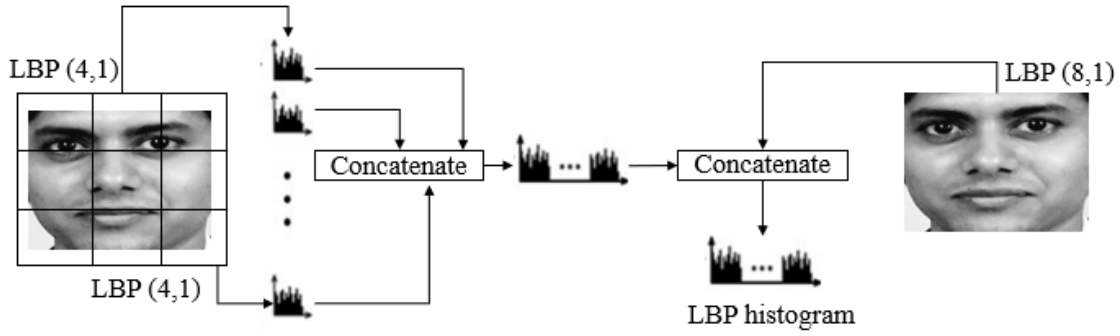 LBP (4,1)
LBP (8,1)
Concatenate
Concatenate
LBP (4,1)
LBP histogram